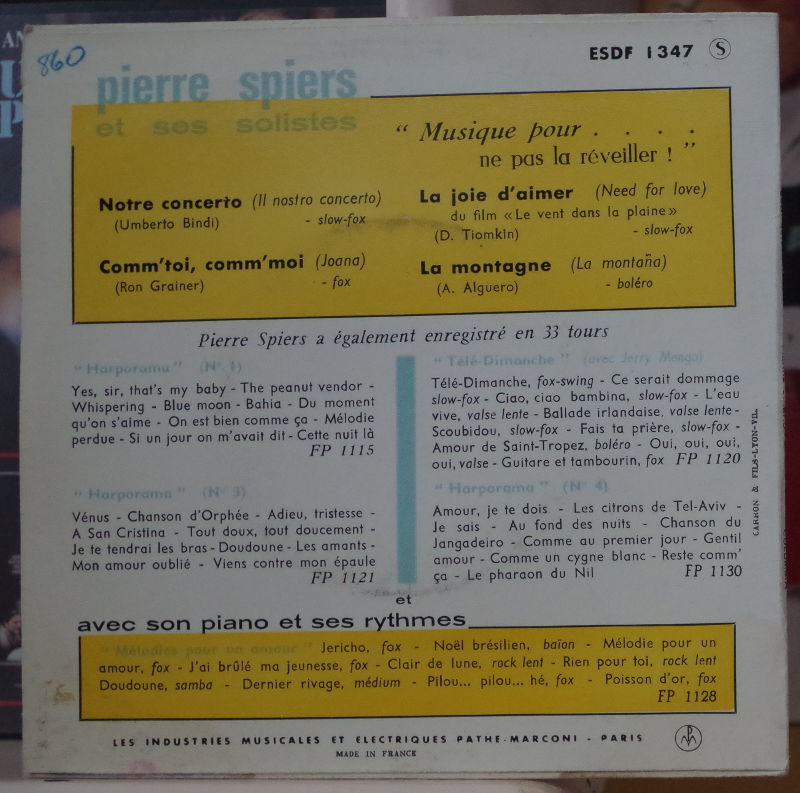 860
ESDF 1347 S
pierre spiers
et ses solistes
" Musique pour . . . .
ne pas la réveiller ! "
Notre concerto (Il nostro concerto)
(Umberto Bindi) - slow-fox
Comm'toi, comm'moi (Joana)
(Ron Grainer) - fox
La joie d'aimer (Need for love)
du film « Le vent dans la plaine »
(D. Tiomkin) - slow-fox
La montagne (La montaña)
(A. Alguero) - boléro
Pierre Spiers a également enregistré en 33 tours
" Harporama " (N° 1)
Yes, sir, that's my baby - The peanut vendor -
Whispering - Blue moon - Bahia - Du moment
qu'on s'aime - On est bien comme ça - Mélodie
perdue - Si un jour on m'avait dit - Cette nuit là
FP 1115
" Harporama " (N° 3)
Vénus - Chanson d'Orphée - Adieu, tristesse -
A San Cristina - Tout doux, tout doucement -
Je te tendrai les bras - Doudoune - Les amants -
Mon amour oublié - Viens contre mon épaule
FP 1121
" Télé-Dimanche " (avec Jerry Mengo)
Télé-Dimanche, fox-swing - Ce serait dommage
slow-fox - Ciao, ciao bambina, slow-fox - L'eau
vive, valse lente - Ballade irlandaise, valse lente -
Scoubidou, slow-fox - Fais ta prière, slow-fox -
Amour de Saint-Tropez, boléro - Oui, oui, oui,
oui, valse - Guitare et tambourin, fox FP 1120
" Harporama " (N° 4)
Amour, je te dois - Les citrons de Tel-Aviv -
Je sais - Au fond des nuits - Chanson du
Jangadeiro - Comme au premier jour - Gentil
amour - Comme un cygne blanc - Reste comm'
ça - Le pharaon du Nil FP 1130
CARRON & FILS-LYON-VIL.
et
avec son piano et ses rythmes
" Mélodies pour un amour " Jericho, fox - Noël brésilien, baïon - Mélodie pour un
amour, fox - J'ai brûlé ma jeunesse, fox - Clair de lune, rock lent - Rien pour toi, rock lent
Doudoune, samba - Dernier rivage, médium - Pilou... pilou... hé, fox - Poisson d'or, fox
FP 1128
LES INDUSTRIES MUSICALES ET ELECTRIQUES PATHE-MARCONI - PARIS
MADE IN FRANCE